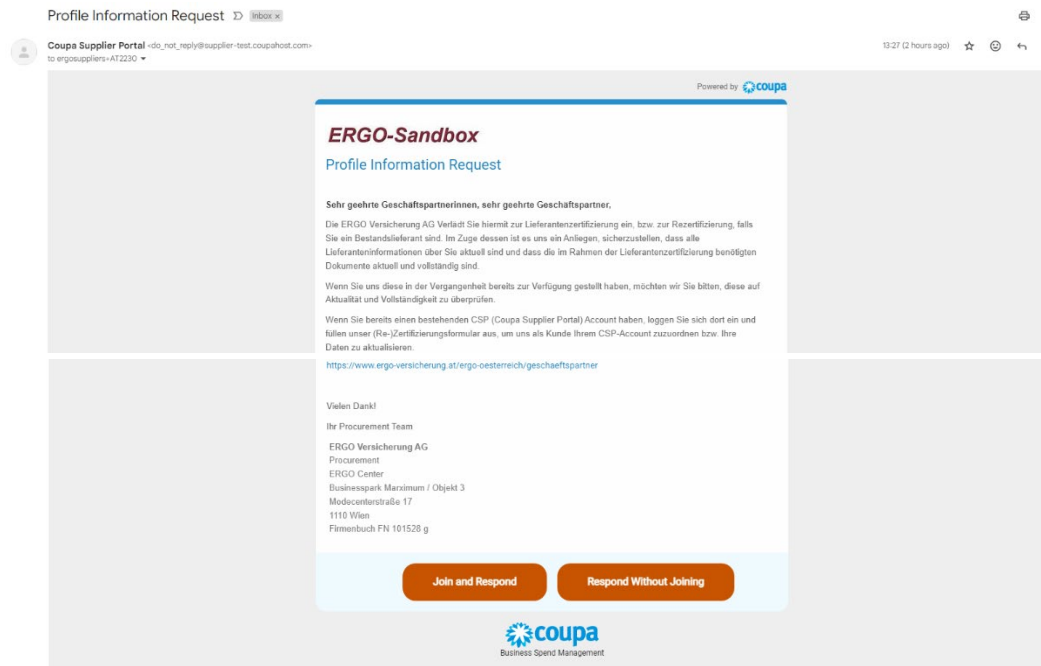 Profile Information Request Inbox x
Coupa Supplier Portal <do_not_reply@supplier-test.coupahost.com> 13:27 (2 hours ago)
to ergosuppliers+AT2230
Powered by coupa
ERGO-Sandbox
Profile Information Request
Sehr geehrte Geschäftspartnerinnen, sehr geehrte Geschäftspartner,
Die ERGO Versicherung AG Verlädt Sie hiermit zur Lieferantenzertifizierung ein, bzw. zur Rezertifizierung, falls
Sie ein Bestandslieferant sind. Im Zuge dessen ist es uns ein Anliegen, sicherzustellen, dass alle
Lieferanteninformationen über Sie aktuell sind und dass die im Rahmen der Lieferantenzertifizierung benötigten
Dokumente aktuell und vollständig sind.
Wenn Sie uns diese in der Vergangenheit bereits zur Verfügung gestellt haben, möchten wir Sie bitten, diese auf
Aktualität und Vollständigkeit zu überprüfen.
Wenn Sie bereits einen bestehenden CSP (Coupa Supplier Portal) Account haben, loggen Sie sich dort ein und
füllen unser (Re-)Zertifizierungsformular aus, um uns als Kunde Ihrem CSP-Account zuzuordnen bzw. Ihre
Daten zu aktualisieren.
https://www.ergo-versicherung.at/ergo-oesterreich/geschaeftspartner
Vielen Dank!
Ihr Procurement Team
ERGO Versicherung AG
Procurement
ERGO Center
Businesspark Marximum / Objekt 3
Modecenterstraße 17
1110 Wien
Firmenbuch FN 101528 g
Join and Respond Respond Without Joining
coupa
Business Spend Management